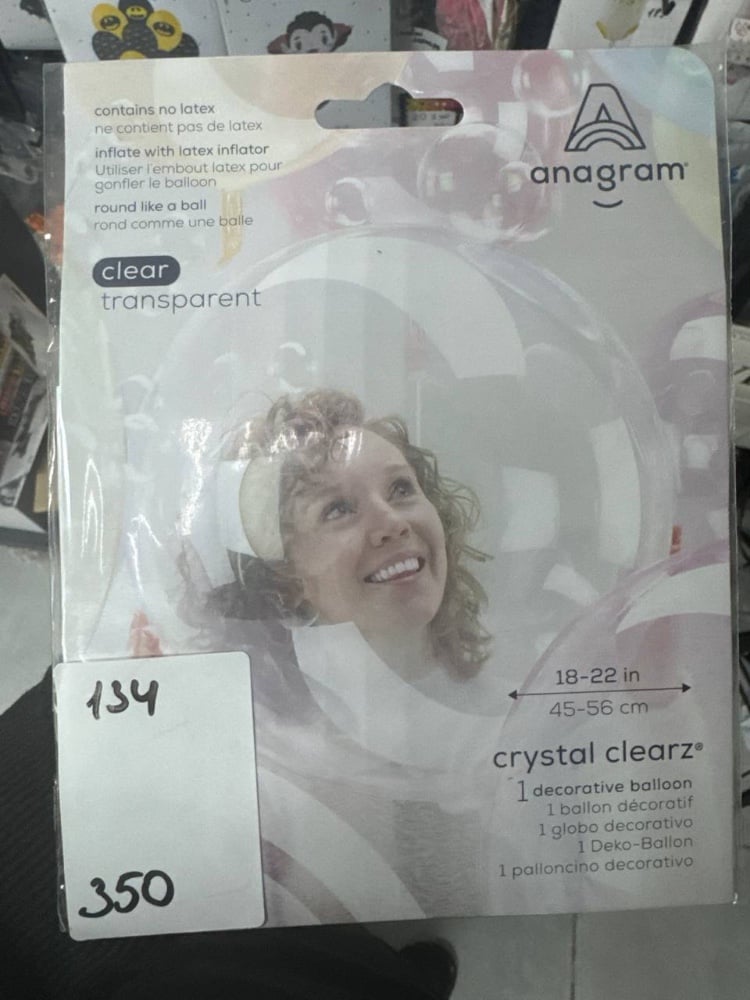 contains no latex
ne contient pas de latex
inflate with latex inflator
Utiliser l'embout latex pour
gonfler le balloon
round like a ball
rond comme une balle
clear
transparent
anagram®
18-22 in
45-56 cm
crystal clearz®
1 decorative balloon
1 ballon décoratif
1 globo decorativo
1 Deko-Ballon
1 palloncino decorativo
134
350